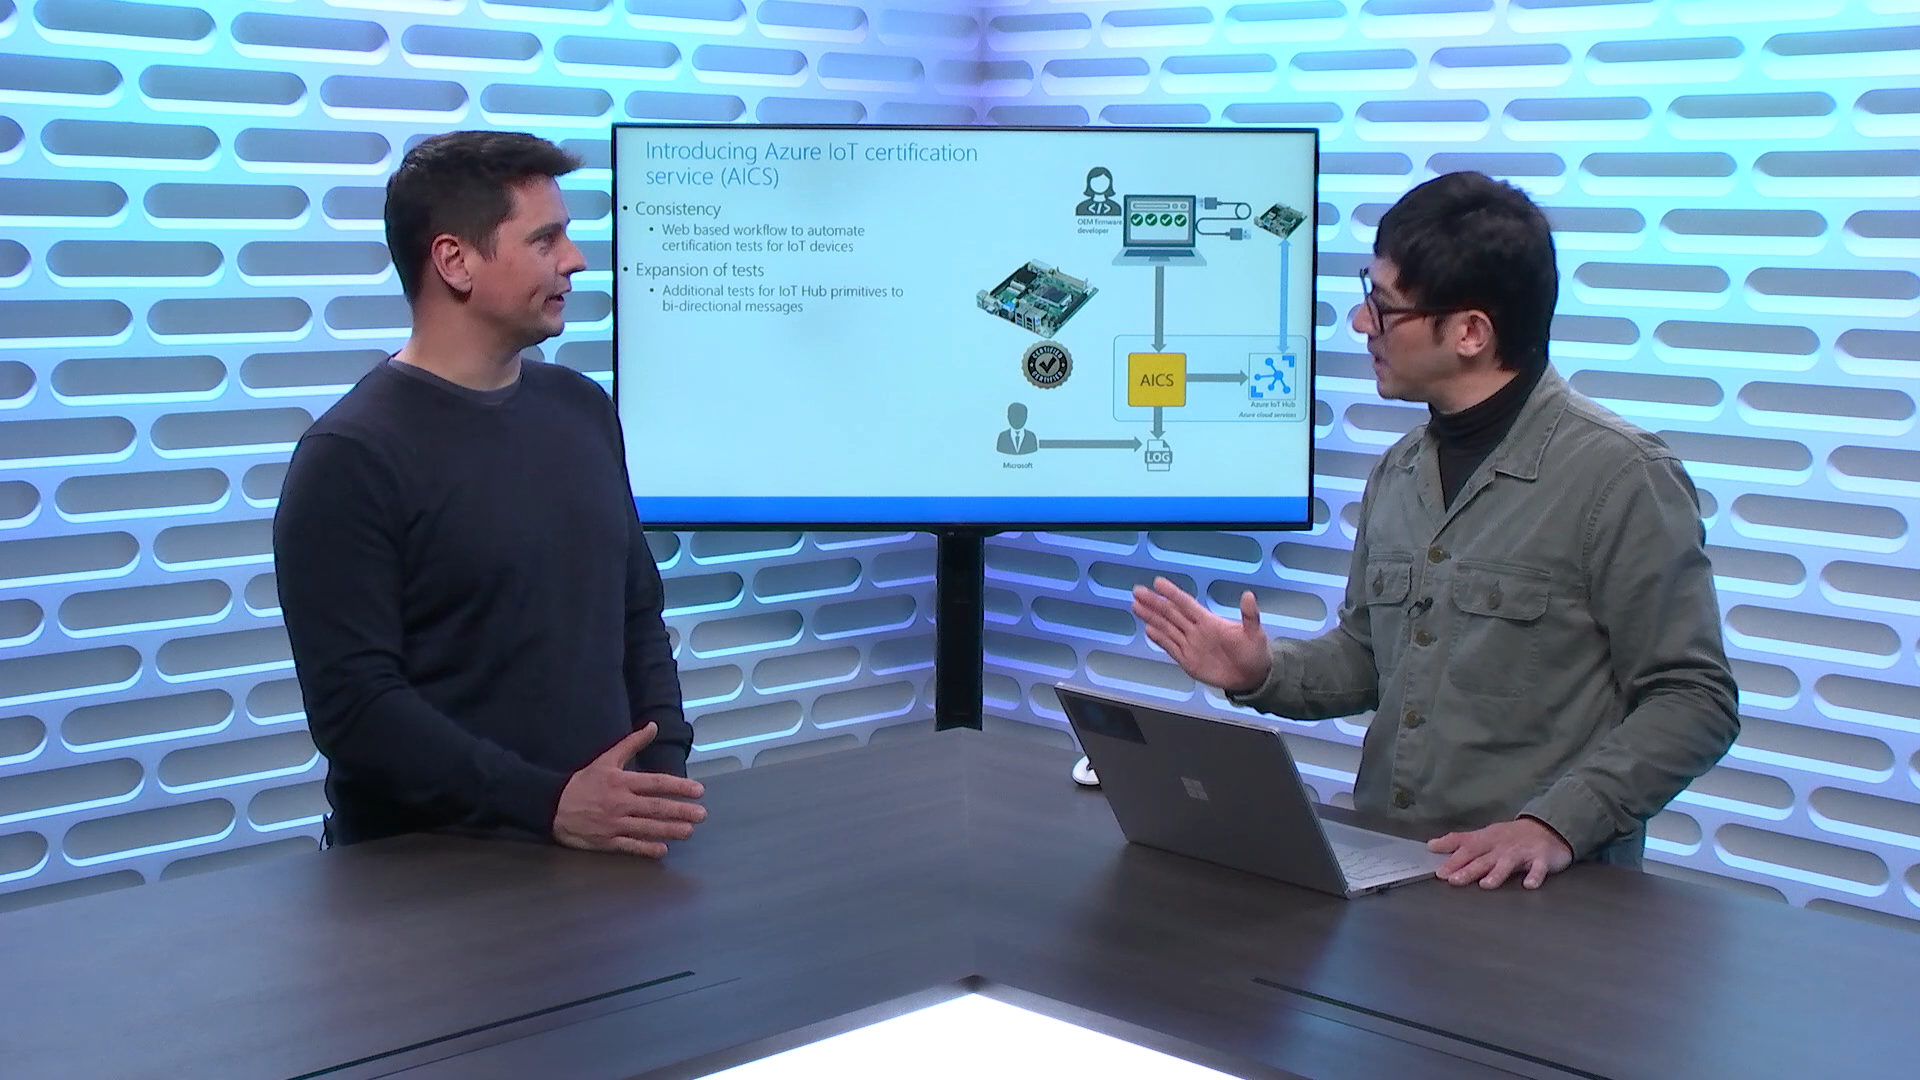 Introducing Azure IoT certification
service (AICS)
• Consistency
• Web based workflow to automate
certification tests for IoT devices
• Expansion of tests
• Additional tests for IoT Hub primitives to
bi-directional messages
OEM firmware
developer
CERTIFIED
CERTIFIED
AICS
Azure IoT Hub
Azure cloud services
LOG
Microsoft